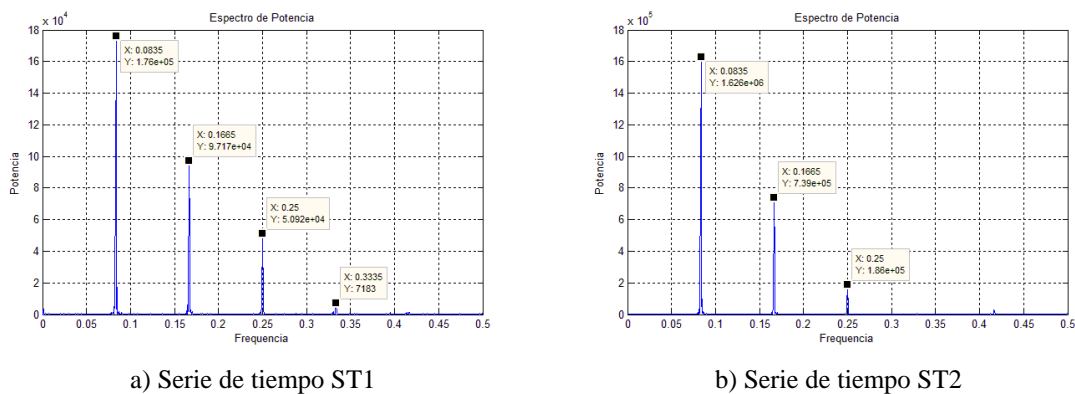 Espectro de Potencia
x 10^4
18
16
14
12
10
8
6
4
2
0
Potencia
X: 0.0835
Y: 1.76e+05
X: 0.1665
Y: 9.717e+04
X: 0.25
Y: 5.092e+04
X: 0.3335
Y: 7183
0 0.05 0.1 0.15 0.2 0.25 0.3 0.35 0.4 0.45 0.5
Frequencia
a) Serie de tiempo ST1
Espectro de Potencia
x 10^5
18
16
14
12
10
8
6
4
2
0
Potencia
X: 0.0835
Y: 1.626e+06
X: 0.1665
Y: 7.39e+05
X: 0.25
Y: 1.86e+05
0 0.05 0.1 0.15 0.2 0.25 0.3 0.35 0.4 0.45 0.5
Frequencia
b) Serie de tiempo ST2